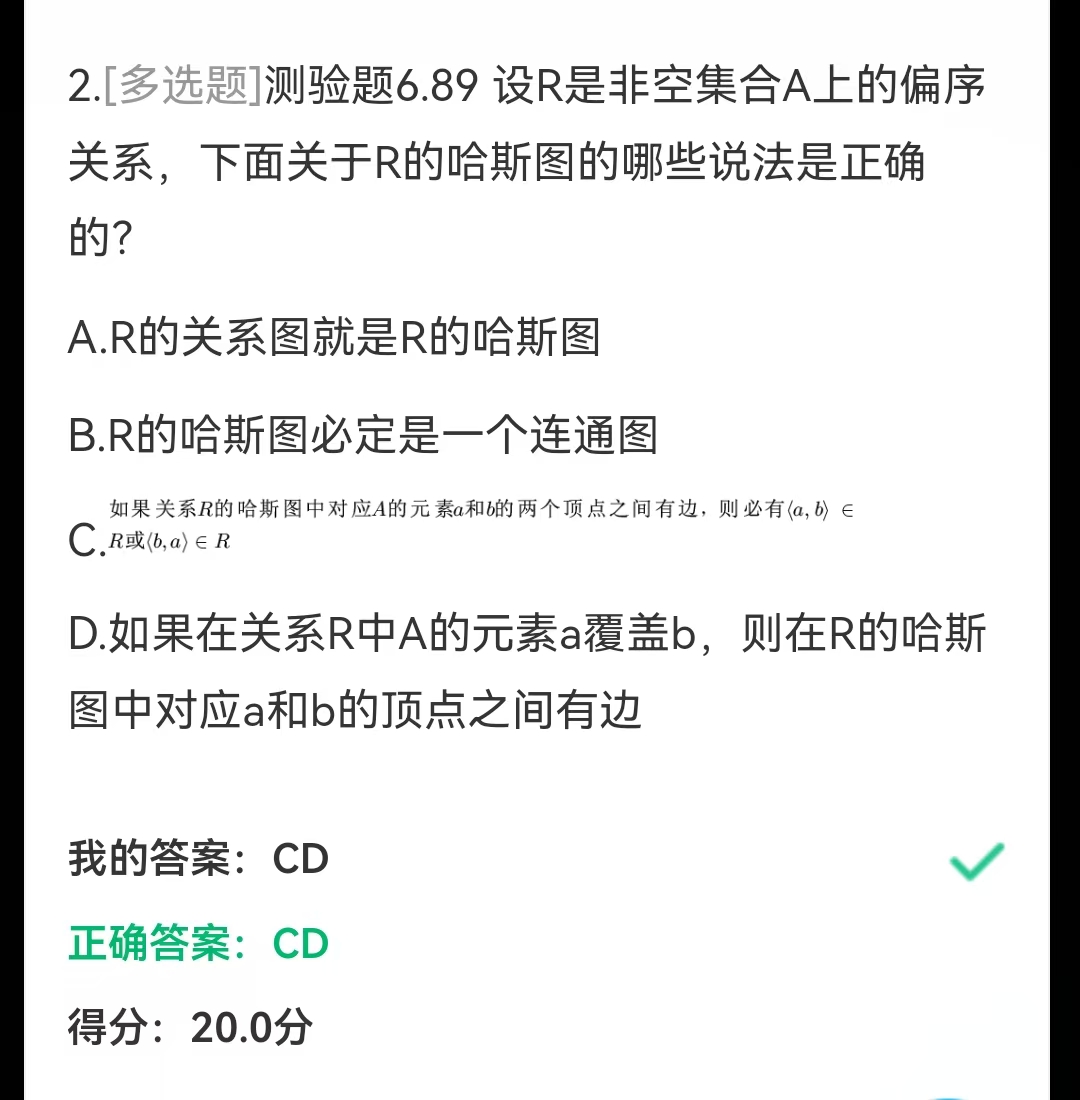 2.[多选题]测验题6.89 设R是非空集合A上的偏序
关系，下面关于R的哈斯图的哪些说法是正确
的?
A.R的关系图就是R的哈斯图
B.R的哈斯图必定是一个连通图
C.如果关系R的哈斯图中对应A的元素a和b的两个顶点之间有边，则必有⟨a, b⟩ ∈
R或⟨b, a⟩ ∈ R
D.如果在关系R中A的元素a覆盖b，则在R的哈斯
图中对应a和b的顶点之间有边
我的答案：CD
正确答案：CD
得分：20.0分